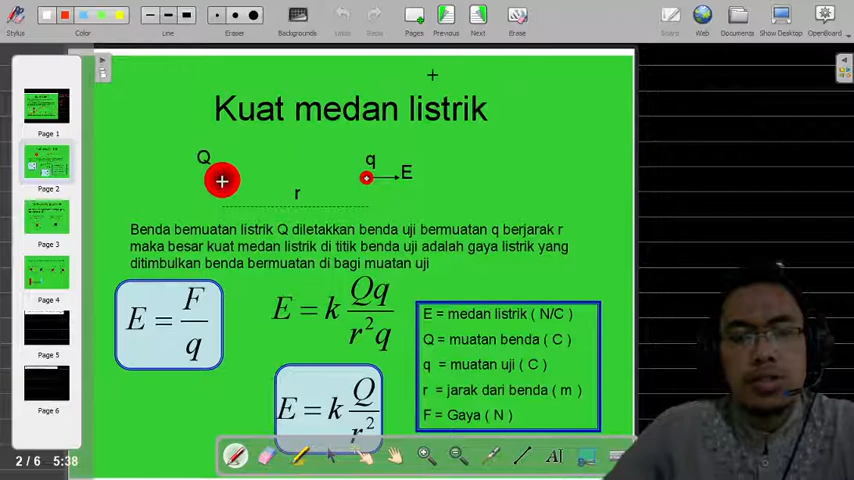 Stylus
Color
Line
Eraser
Backgrounds
Undo
Redo
Pages
Previous
Next
Erase
Board
Web
Documents
Show Desktop
OpenBoard
Page 1
Page 2
Page 3
Page 4
Page 5
Page 6
2 / 6 5:38
Kuat medan listrik
Q
q
E
r
Benda bemuatan listrik Q diletakkan benda uji bermuatan q berjarak r
maka besar kuat medan listrik di titik benda uji adalah gaya listrik yang
ditimbulkan benda bermuatan di bagi muatan uji
E = F/q
E = k Qq/r²q
E = k Q/r²
E = medan listrik ( N/C )
Q = muatan benda ( C )
q = muatan uji ( C )
r = jarak dari benda ( m )
F = Gaya ( N )